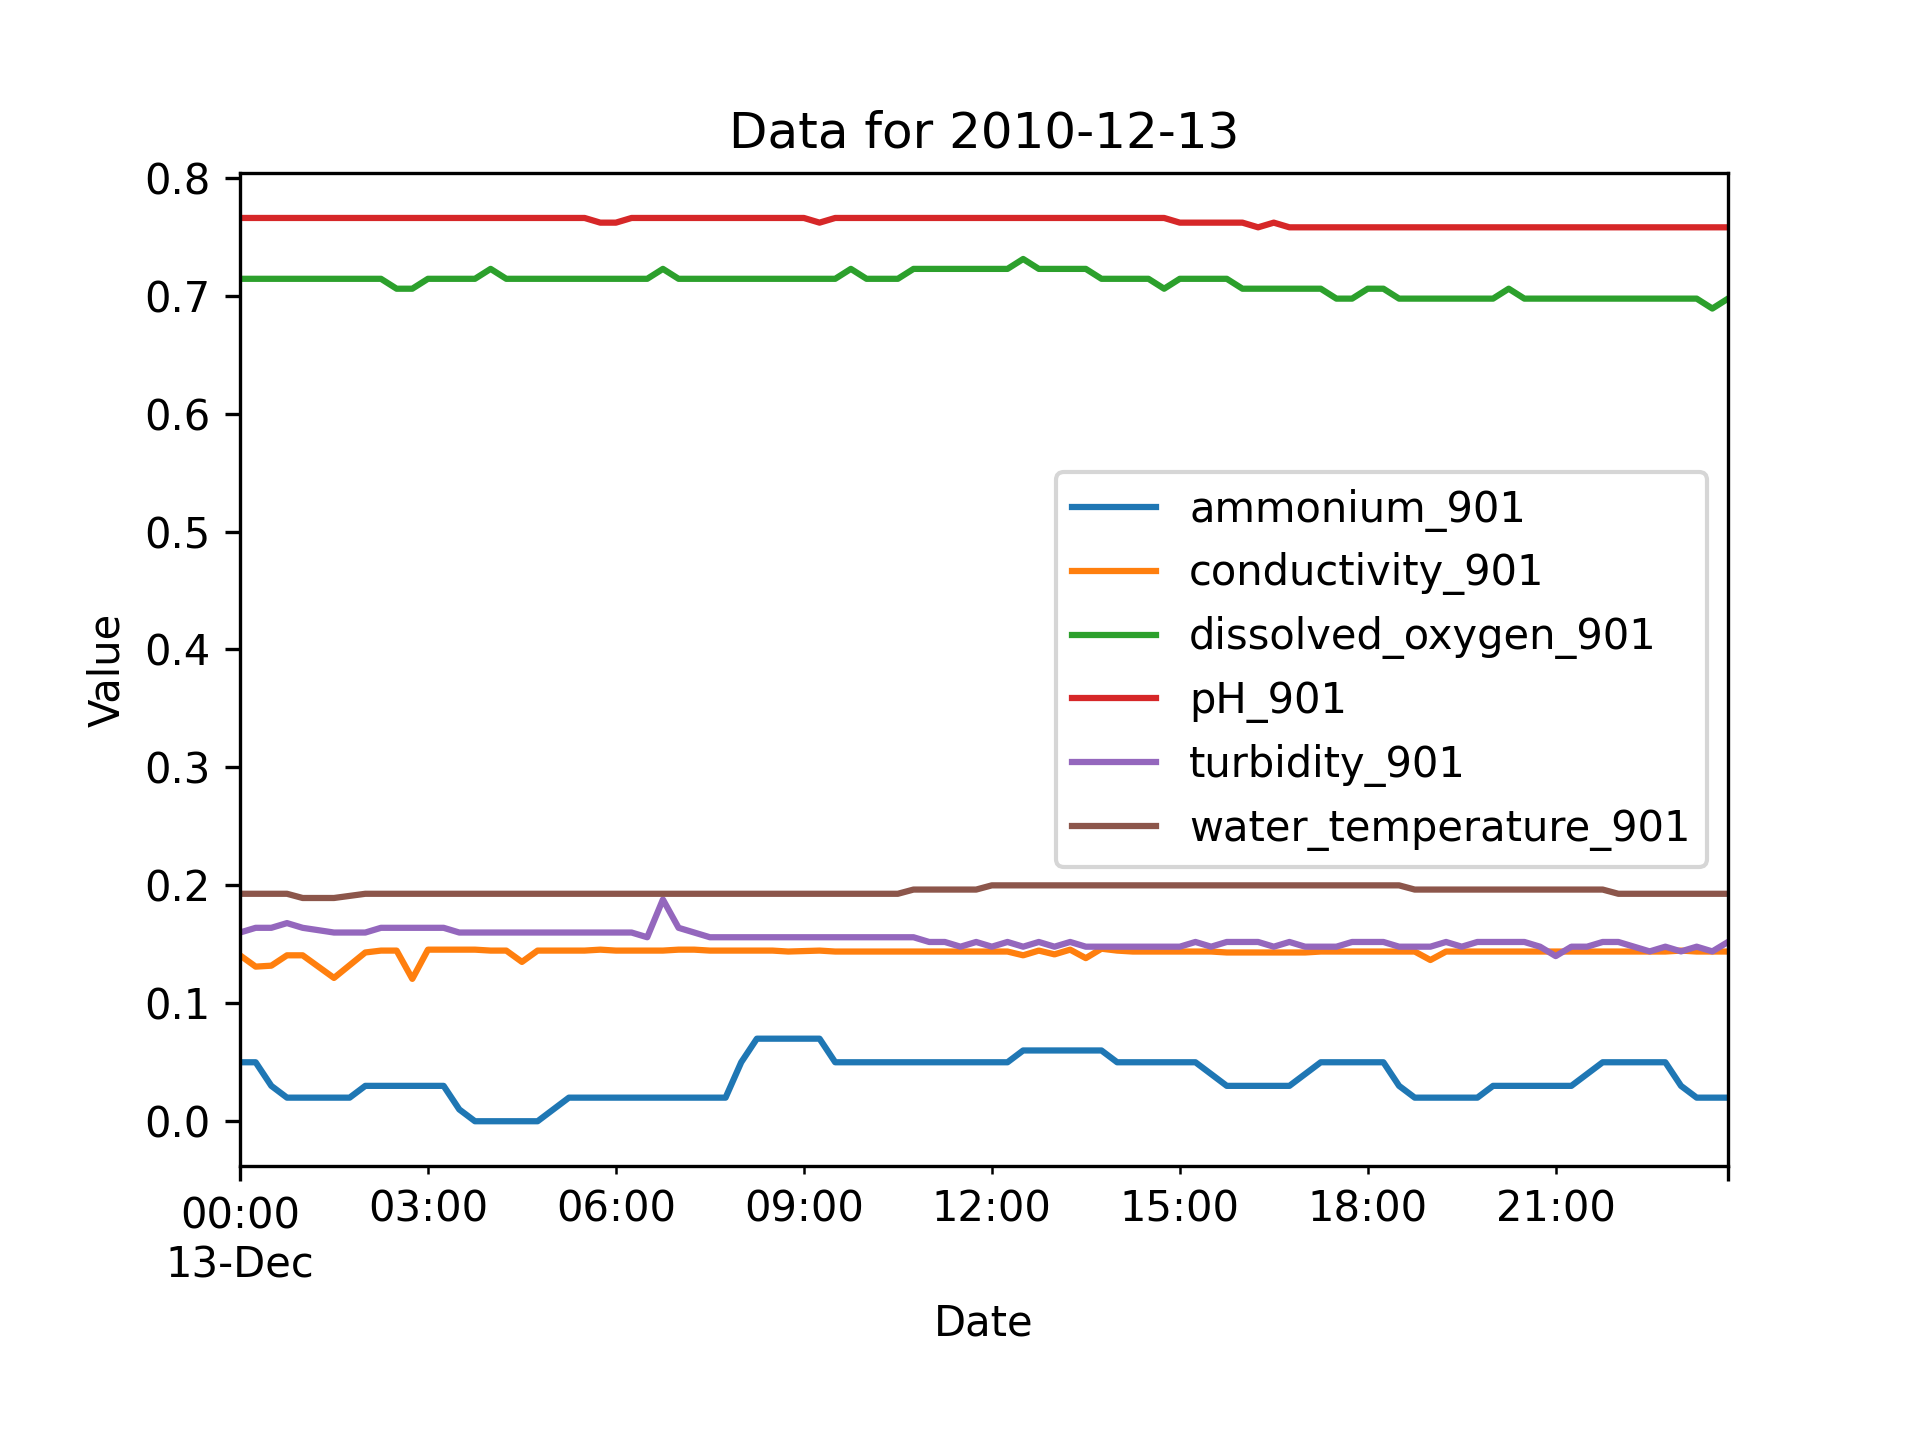 Data for 2010-12-13
0.8
0.7
0.6
0.5
0.4
0.3
0.2
0.1
0.0
Value
ammonium_901
conductivity_901
dissolved_oxygen_901
pH_901
turbidity_901
water_temperature_901
00:00 03:00 06:00 09:00 12:00 15:00 18:00 21:00
13-Dec
Date